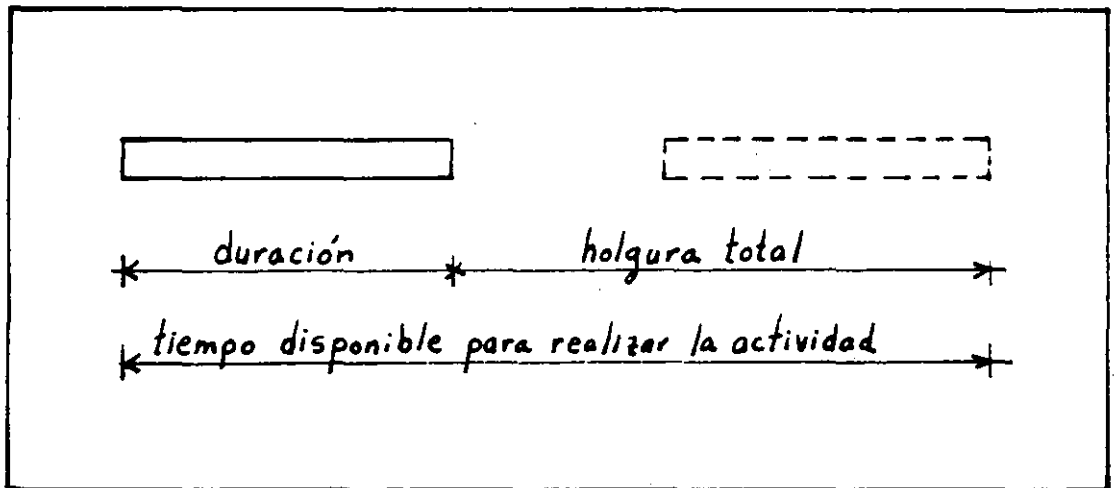 duración holgura total
tiempo disponible para realizar la actividad